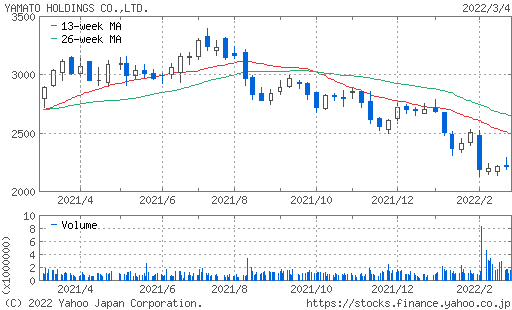 YAMATO HOLDINGS CO.,LTD. 2022/3/4
3500
13-week MA
26-week MA
3000
2500
2000
2021/4 2021/6 2021/8 2021/10 2021/12 2022/2
10
Volume
8
6
4
2
0
(x1000000)
2021/4 2021/6 2021/8 2021/10 2021/12 2022/2
(C) 2022 Yahoo Japan Corporation. https://stocks.finance.yahoo.co.jp